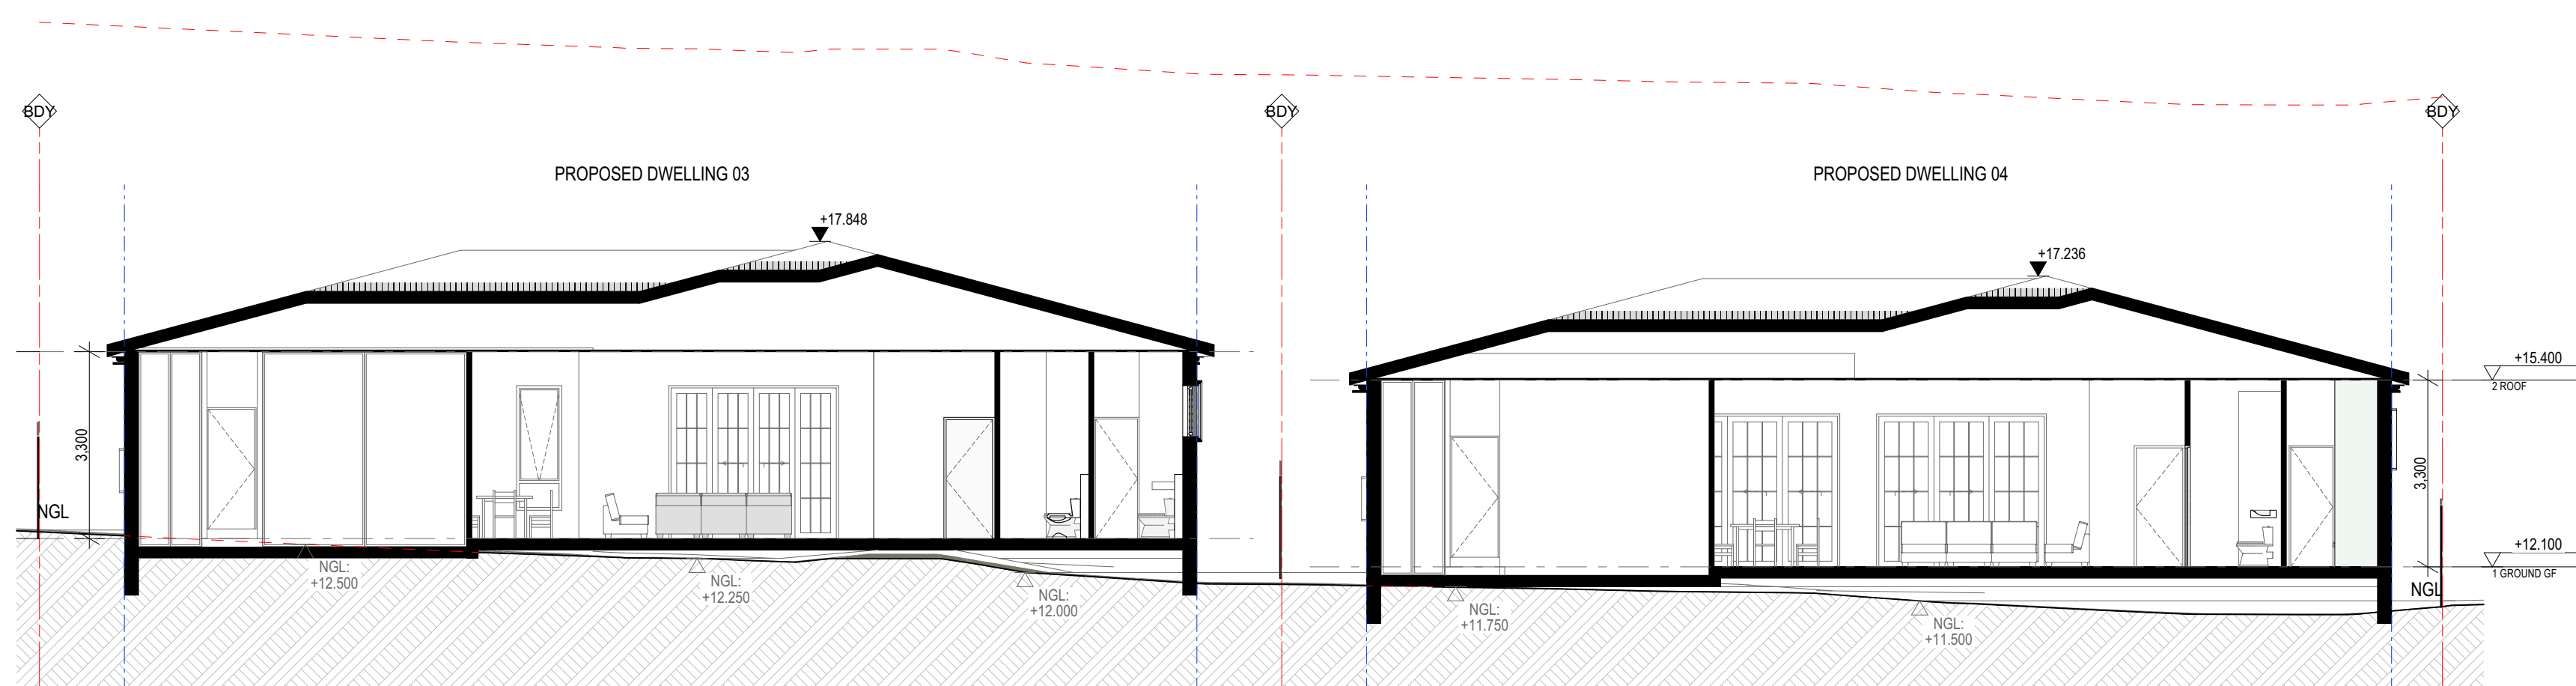 BDY
BDY
BDY
PROPOSED DWELLING 03
PROPOSED DWELLING 04
+17.848
+17.236
+15.400
2 ROOF
3,300
3,300
NGL
+12.100
1 GROUND GF
NGL
NGL:
+12.500
NGL:
+12.250
NGL:
+12.000
NGL:
+11.750
NGL:
+11.500